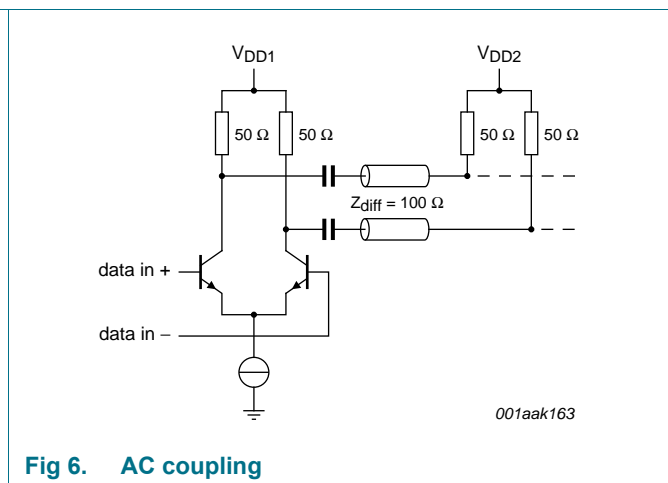 VDD1
VDD2
50 Ω
50 Ω
50 Ω
50 Ω
Zdiff = 100 Ω
data in +
data in −
001aak163
Fig 6. AC coupling